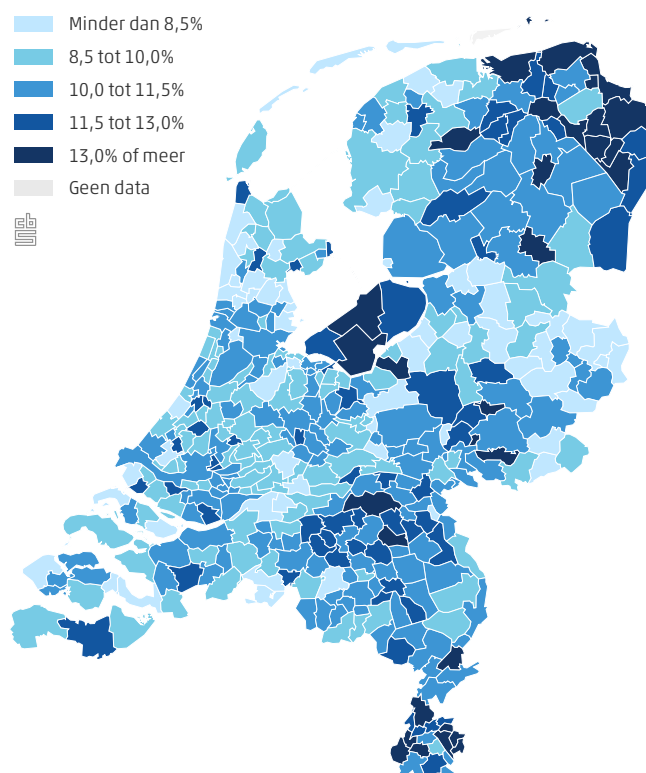 Minder dan 8,5%
8,5 tot 10,0%
10,0 tot 11,5%
11,5 tot 13,0%
13,0% of meer
Geen data